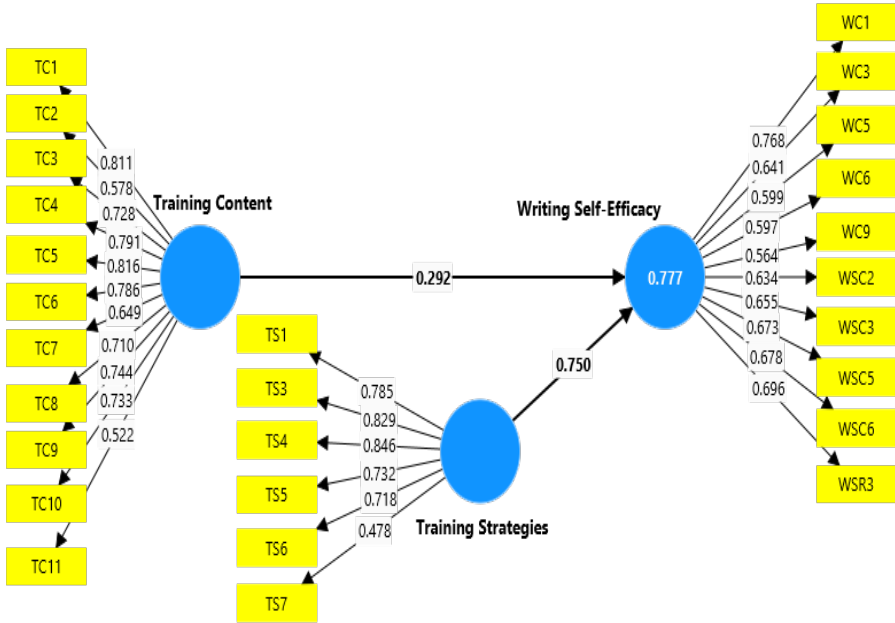 TC1
TC2
TC3
TC4
TC5
TC6
TC7
TC8
TC9
TC10
TC11
0.811
0.578
0.728
0.791
0.816
0.786
0.649
0.710
0.744
0.733
0.522
Training Content
0.292
TS1
TS3
TS4
TS5
TS6
TS7
0.785
0.829
0.846
0.732
0.718
0.478
Training Strategies
0.750
Writing Self-Efficacy
0.777
0.768
0.641
0.599
0.597
0.564
0.634
0.655
0.673
0.678
0.696
WC1
WC3
WC5
WC6
WC9
WSC2
WSC3
WSC5
WSC6
WSR3